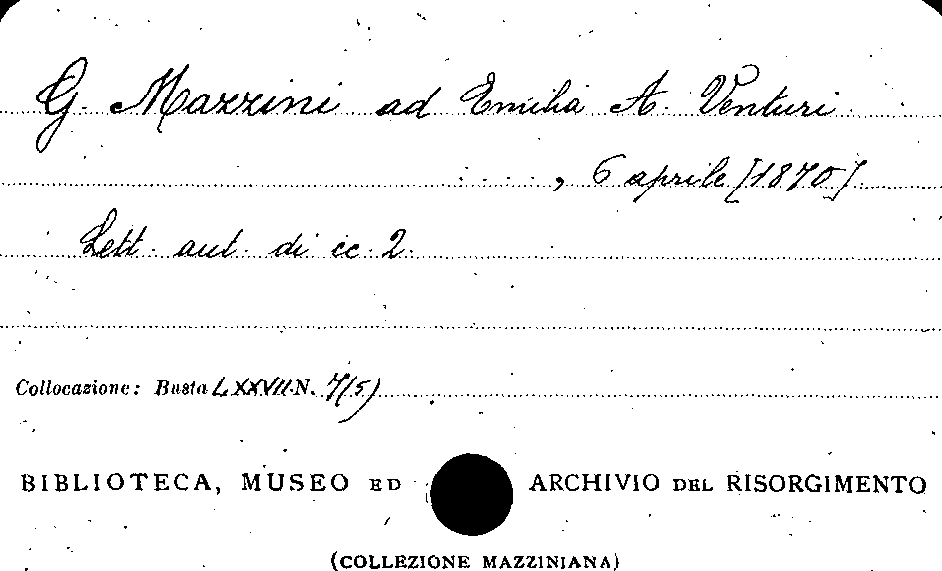 G. Mazzini ad Emilia A. Venturi
...., 6 aprile [1870]
Lett. aut. di cc. 2.
Collocazione: Busta LXXVII N. 7(5)
BIBLIOTECA, MUSEO ED ARCHIVIO DEL RISORGIMENTO
(COLLEZIONE MAZZINIANA)